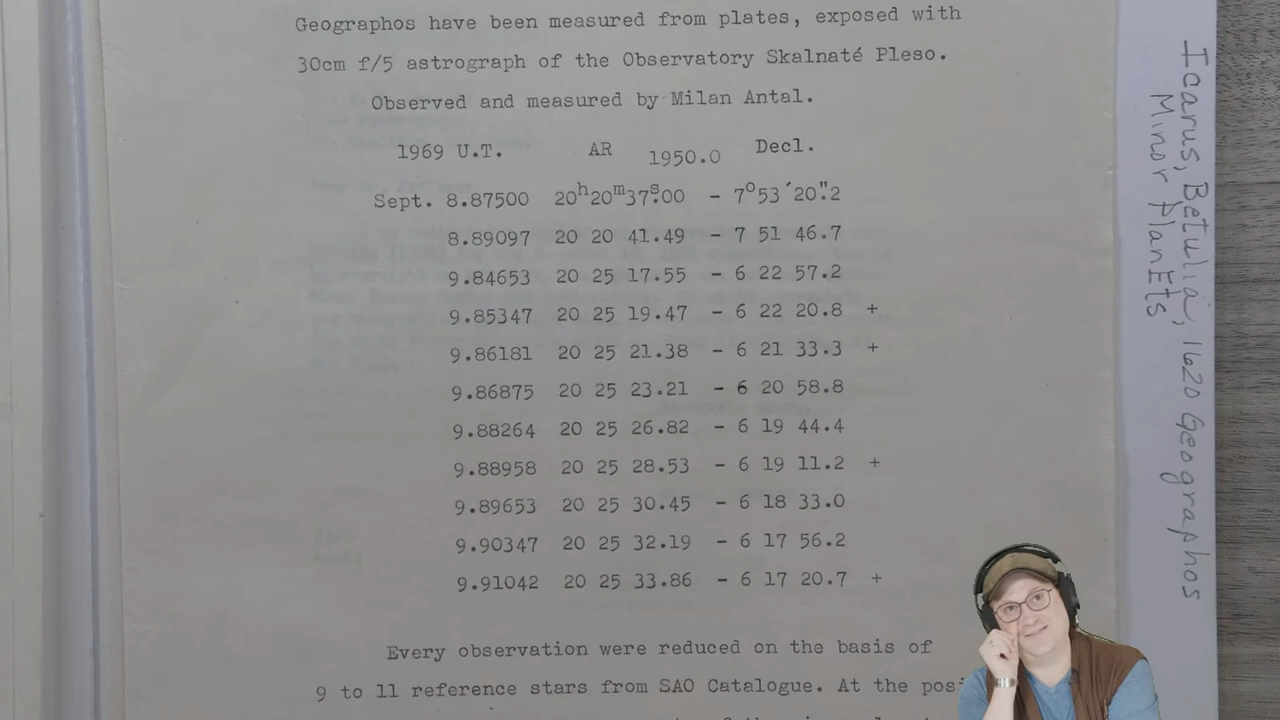 Geographos have been measured from plates, exposed with
30cm f/5 astrograph of the Observatory Skalnaté Pleso.
Observed and measured by Milan Antal.
1969 U.T. AR 1950.0 Decl.
Sept. 8.87500 20ʰ20ᵐ37ˢ.00 - 7°53´20".2
8.89097 20 20 41.49 - 7 51 46.7
9.84653 20 25 17.55 - 6 22 57.2
9.85347 20 25 19.47 - 6 22 20.8 +
9.86181 20 25 21.38 - 6 21 33.3 +
9.86875 20 25 23.21 - 6 20 58.8
9.88264 20 25 26.82 - 6 19 44.4
9.88958 20 25 28.53 - 6 19 11.2 +
9.89653 20 25 30.45 - 6 18 33.0
9.90347 20 25 32.19 - 6 17 56.2
9.91042 20 25 33.86 - 6 17 20.7 +
Every observation were reduced on the basis of
9 to 11 reference stars from SAO Catalogue. At the
Icarus, Betulia, 1620 Geographos
Minor PlanEts